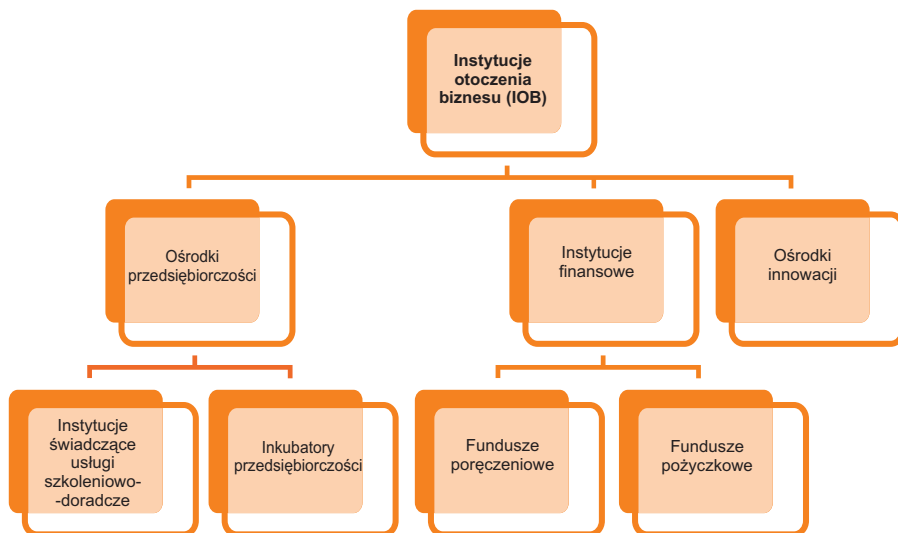 Instytucje
otoczenia
biznesu (IOB)
Ośrodki
przedsiębiorczości
Instytucje
finansowe
Ośrodki
innowacji
Instytucje
świadczące
usługi
szkoleniowo-
-doradcze
Inkubatory
przedsiębiorczości
Fundusze
poręczeniowe
Fundusze
pożyczkowe